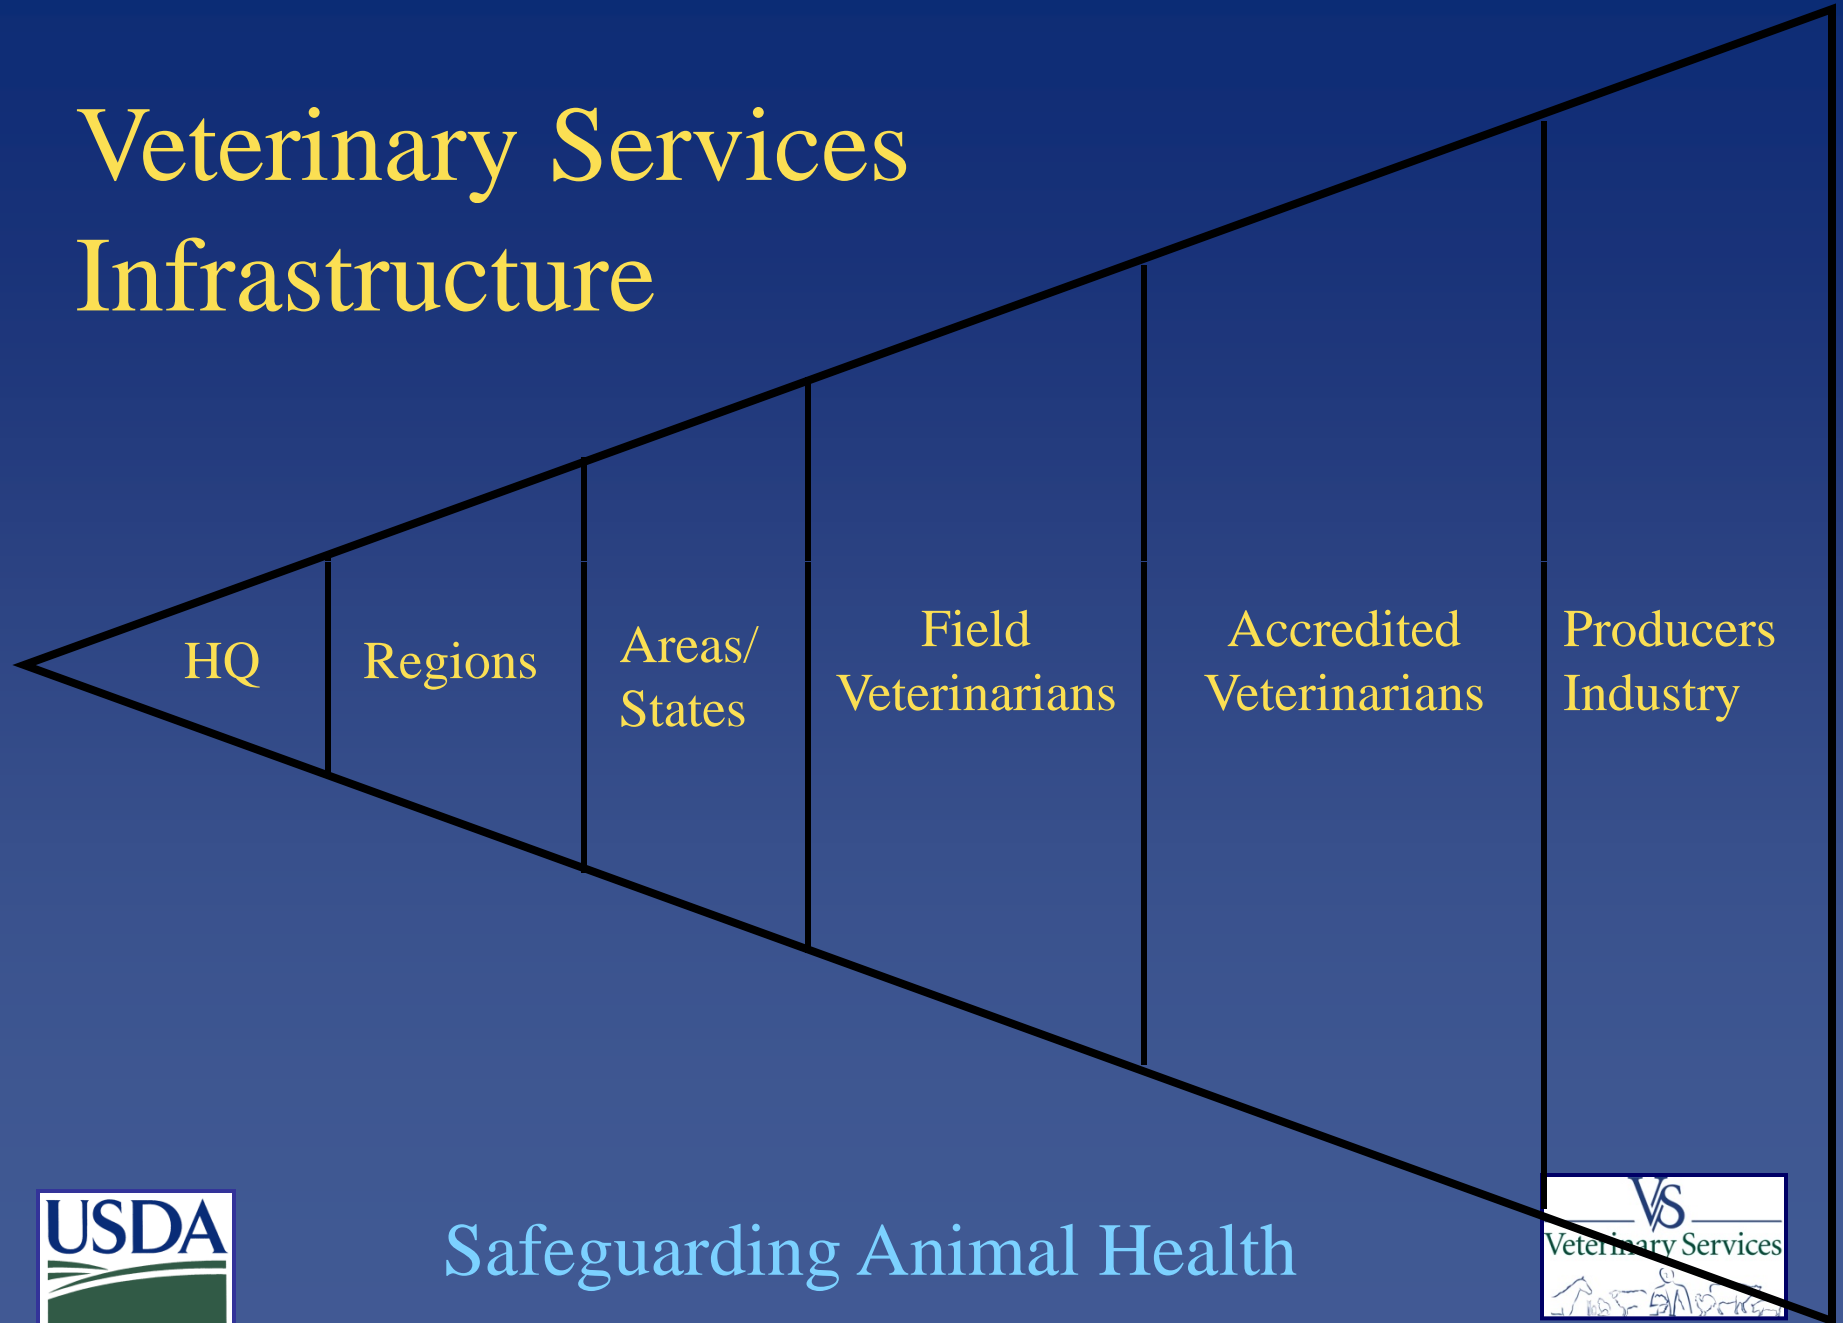 Veterinary Services
Infrastructure
HQ
Regions
Areas/
States
Field
Veterinarians
Accredited
Veterinarians
Producers
Industry
USDA
Safeguarding Animal Health
VS
Veterinary Services